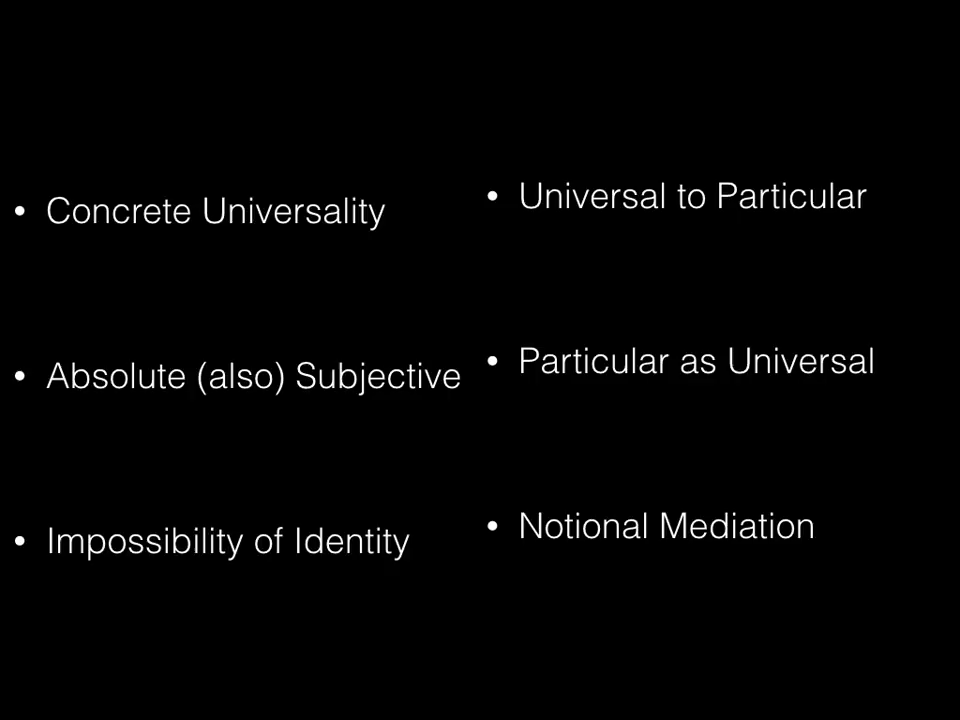 • Concrete Universality
• Absolute (also) Subjective
• Impossibility of Identity
• Universal to Particular
• Particular as Universal
• Notional Mediation